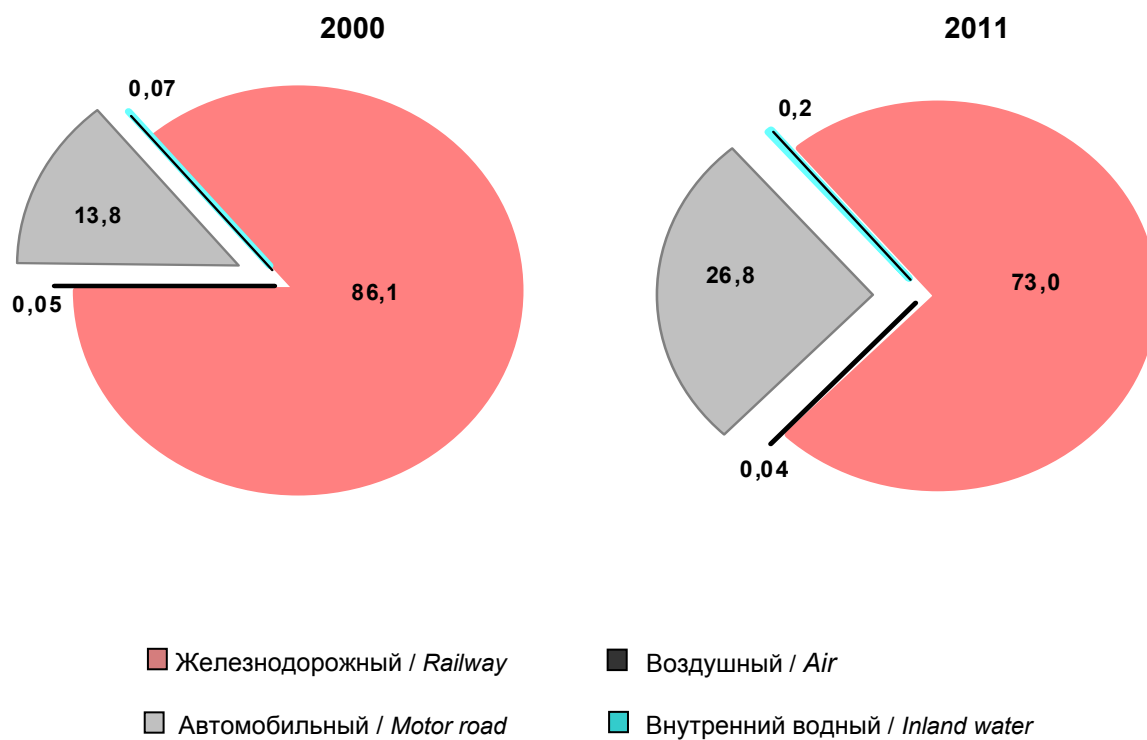 2000
2011
0,07
13,8
0,05
86,1
0,2
26,8
73,0
0,04
Железнодорожный / Railway
Воздушный / Air
Автомобильный / Motor road
Внутренний водный / Inland water